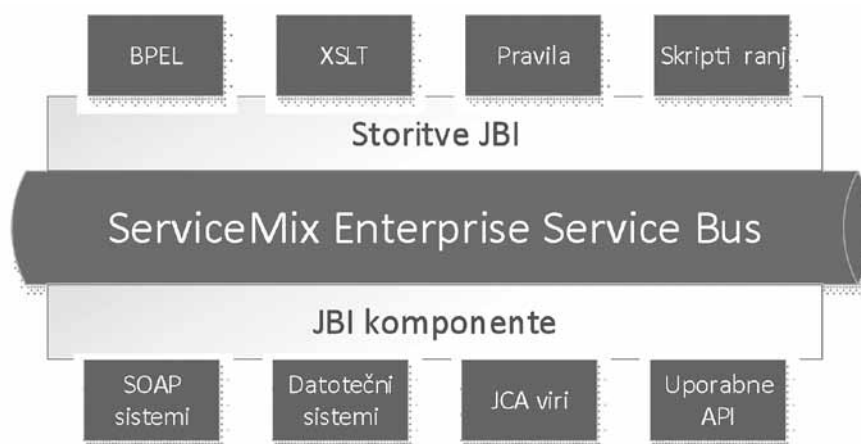 BPEL
XSLT
Pravila
Skripti ranj
Storitve JBI
ServiceMix Enterprise Service Bus
JBI komponente
SOAP
sistemi
Datotečni
sistemi
JCA viri
Uporabne
API